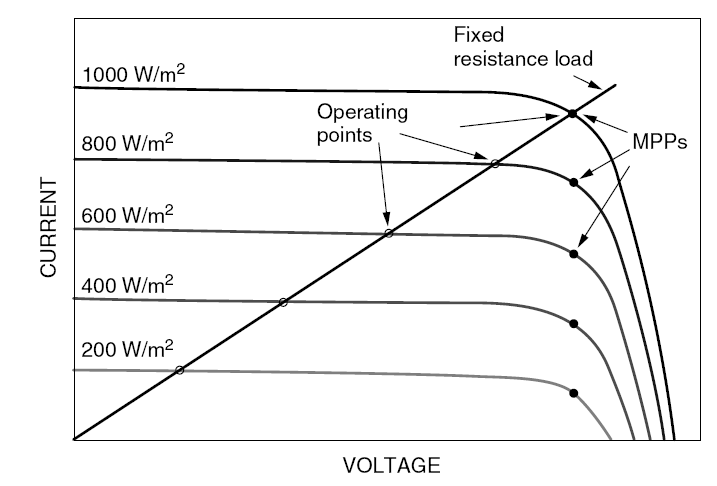 Fixed
resistance load
1000 W/m²
Operating
points
800 W/m²
MPPs
600 W/m²
400 W/m²
200 W/m²
CURRENT
VOLTAGE